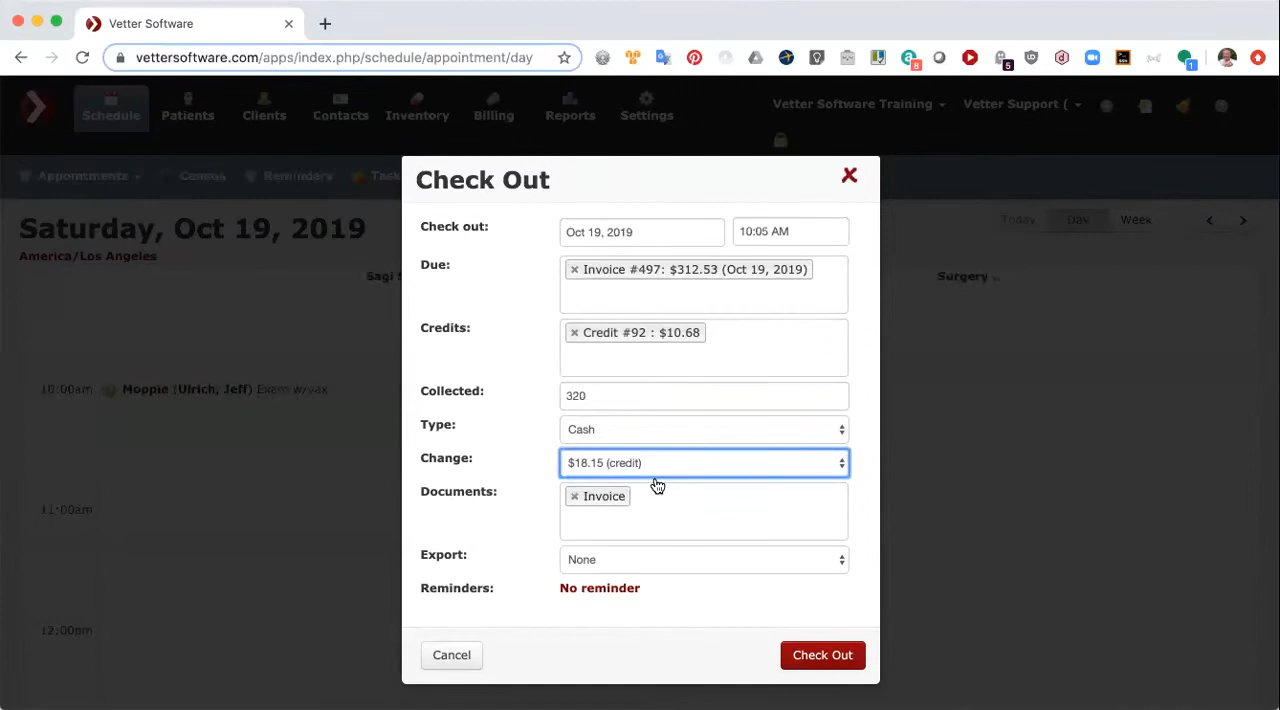 Vetter Software
vettersoftware.com/apps/index.php/schedule/appointment/day
8
5
1
Schedule Patients Clients Contacts Inventory Billing Reports Settings
Vetter Software Training Vetter Support (
Appointments Census Reminders Task
Saturday, Oct 19, 2019
Today Day Week
America/Los Angeles
Surgery
10:00am Moppie (Ulrich, Jeff) Exam w/vax
11:00am
12:00pm
Check Out
Check out: Oct 19, 2019 10:05 AM
Due: Invoice #497: $312.53 (Oct 19, 2019)
Credits: Credit #92 : $10.68
Collected: 320
Type: Cash
Change: $18.15 (credit)
Documents: Invoice
Export: None
Reminders: No reminder
Cancel Check Out